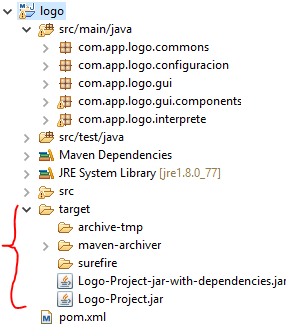 logo
src/main/java
com.app.logo.commons
com.app.logo.configuracion
com.app.logo.gui
com.app.logo.gui.components
com.app.logo.interprete
src/test/java
Maven Dependencies
JRE System Library [jre1.8.0_77]
src
target
archive-tmp
maven-archiver
surefire
Logo-Project-jar-with-dependencies.jar
Logo-Project.jar
pom.xml